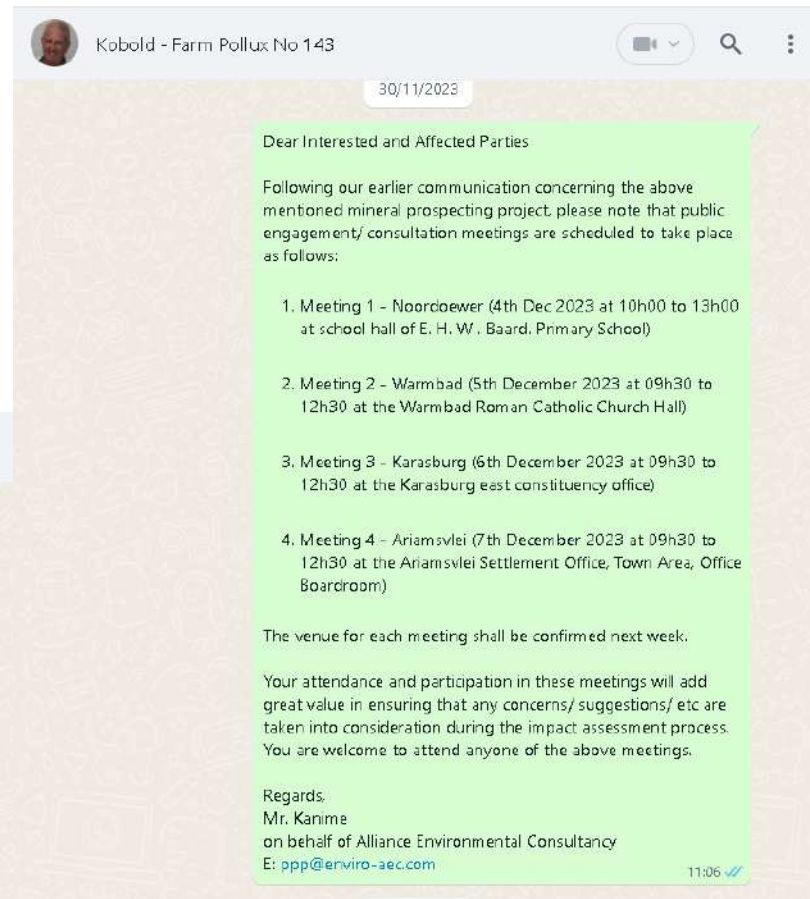 Kobold - Farm Pollux No 143
30/11/2023
Dear Interested and Affected Parties
Following our earlier communication concerning the above
mentioned mineral prospecting project, please note that public
engagement/ consultation meetings are scheduled to take place
as follows:
1. Meeting 1 - Noordoewer (4th Dec 2023 at 10h00 to 13h00
at school hall of E. H. W. Baard. Primary School)
2. Meeting 2 - Warmbad (5th December 2023 at 09h30 to
12h30 at the Warmbad Roman Catholic Church Hall)
3. Meeting 3 - Karasburg (6th December 2023 at 09h30 to
12h30 at the Karasburg east constituency office)
4. Meeting 4 - Ariamsvlei (7th December 2023 at 09h30 to
12h30 at the Ariamsvlei Settlement Office, Town Area, Office
Boardroom)
The venue for each meeting shall be confirmed next week.
Your attendance and participation in these meetings will add
great value in ensuring that any concerns/ suggestions/ etc are
taken into consideration during the impact assessment process.
You are welcome to attend anyone of the above meetings.
Regards,
Mr. Kanime
on behalf of Alliance Environmental Consultancy
E: ppp@enviro-aec.com
11:06